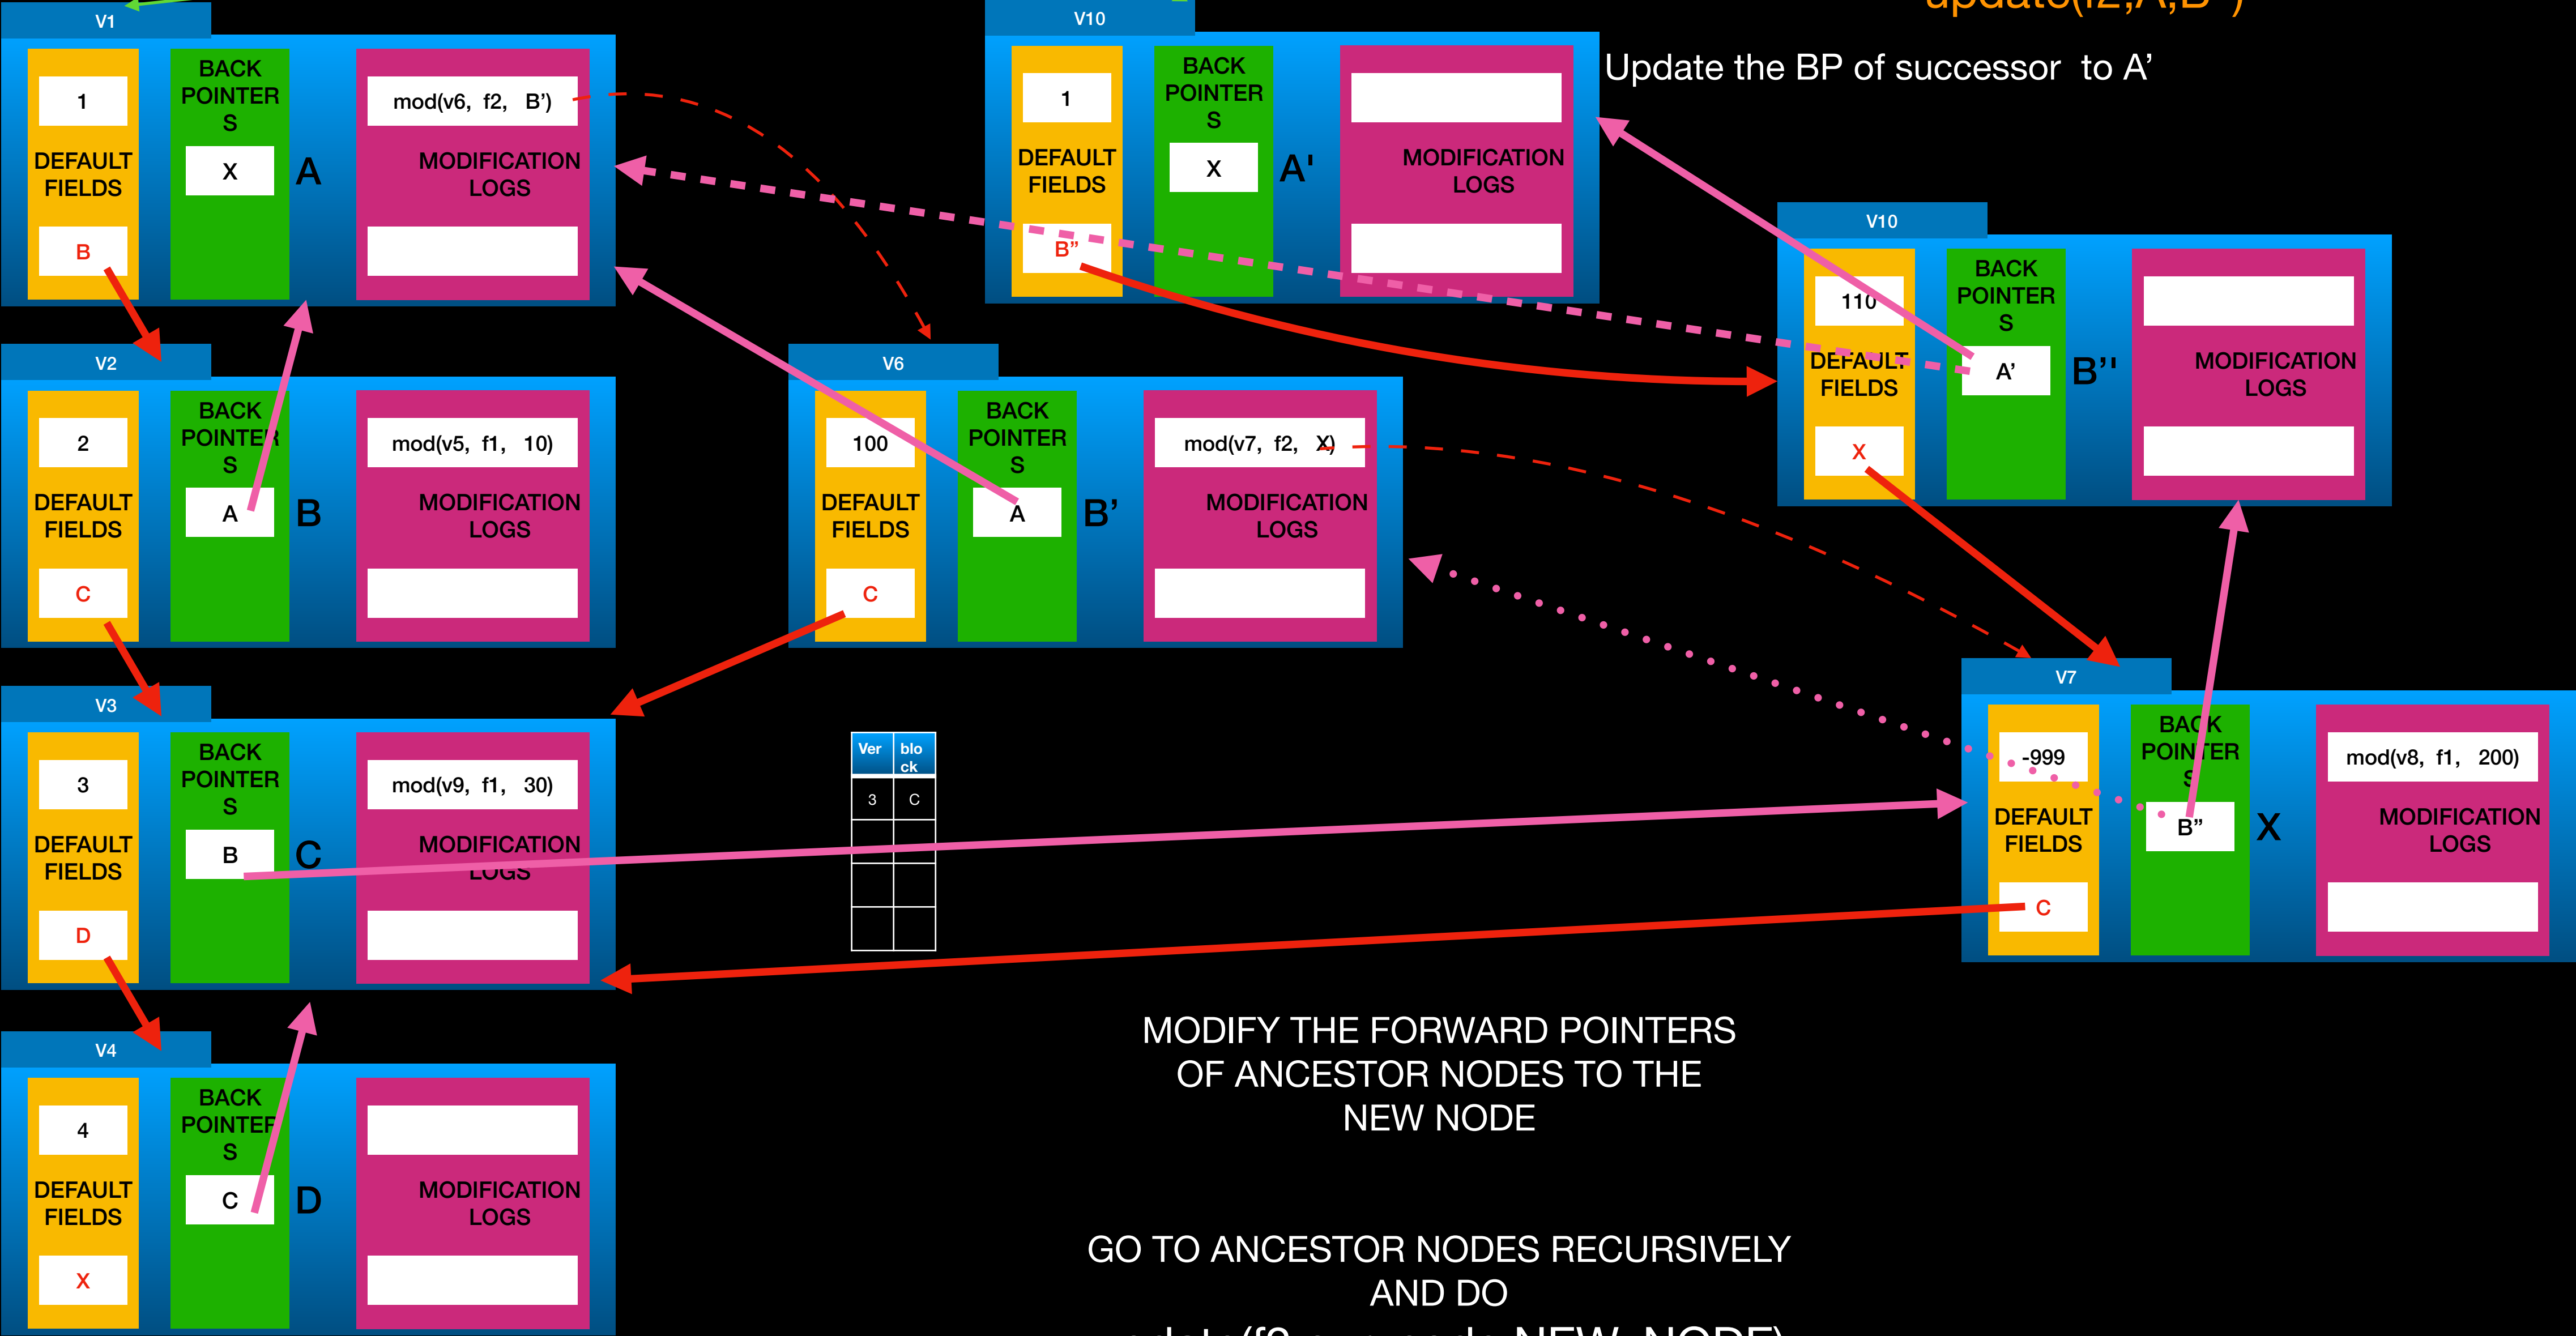 update(f2,A,B")
Update the BP of successor to A'
V1
1
DEFAULT
FIELDS
B
BACK
POINTER
S
X
A
mod(v6, f2, B')
MODIFICATION
LOGS
V10
1
DEFAULT
FIELDS
B"
BACK
POINTER
S
X
A'
MODIFICATION
LOGS
V10
110
DEFAULT
FIELDS
X
BACK
POINTER
S
A'
B"
MODIFICATION
LOGS
V2
2
DEFAULT
FIELDS
C
BACK
POINTER
S
A
B
mod(v5, f1, 10)
MODIFICATION
LOGS
V6
100
DEFAULT
FIELDS
C
BACK
POINTER
S
A
B'
mod(v7, f2, X)
MODIFICATION
LOGS
V3
3
DEFAULT
FIELDS
D
BACK
POINTER
S
B
C
mod(v9, f1, 30)
MODIFICATION
LOGS
Ver blo
ck
3 C
V7
-999
DEFAULT
FIELDS
C
BACK
POINTER
S
B"
X
mod(v8, f1, 200)
MODIFICATION
LOGS
V4
4
DEFAULT
FIELDS
X
BACK
POINTER
S
C
D
MODIFICATION
LOGS
MODIFY THE FORWARD POINTERS
OF ANCESTOR NODES TO THE
NEW NODE
GO TO ANCESTOR NODES RECURSIVELY
AND DO